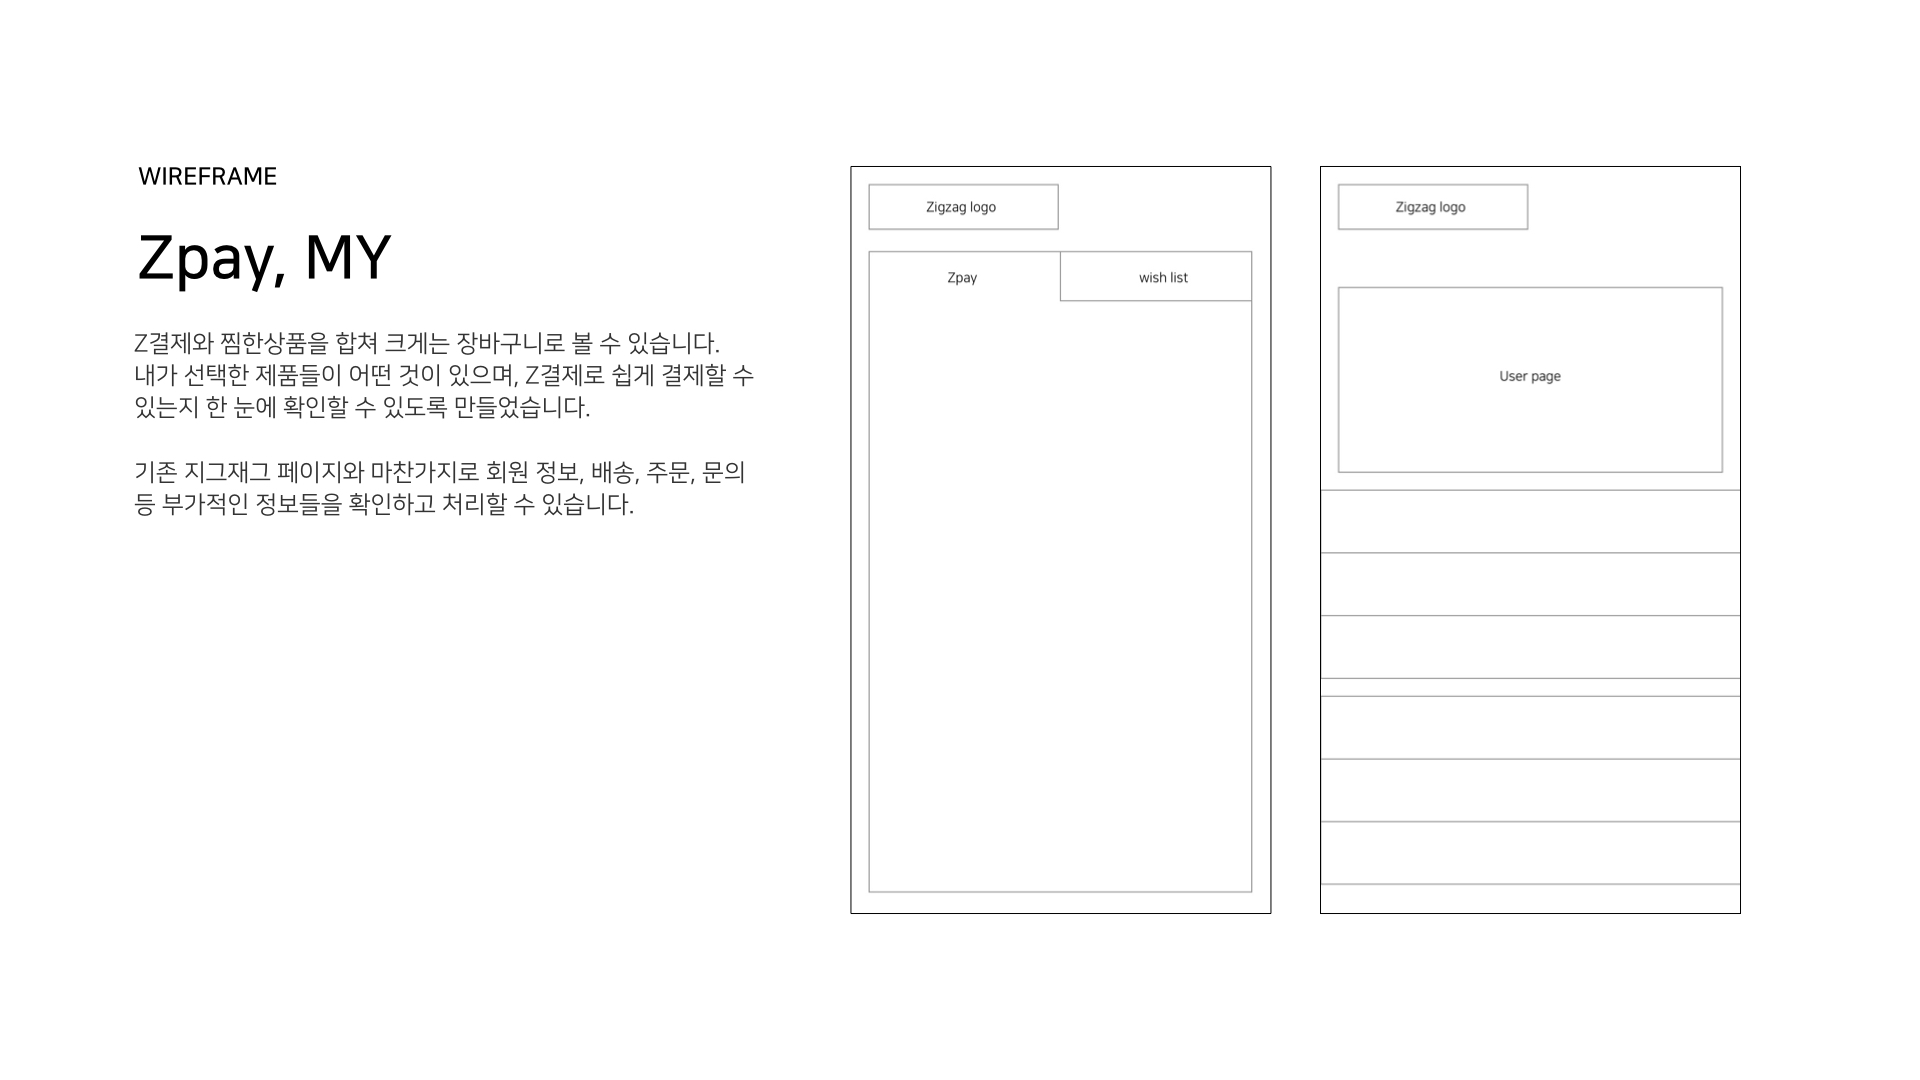 WIREFRAME
Zpay, MY
Z결제와 찜한상품을 합쳐 크게는 장바구니로 볼 수 있습니다.
내가 선택한 제품들이 어떤 것이 있으며, Z결제로 쉽게 결제할 수
있는지 한 눈에 확인할 수 있도록 만들었습니다.
기존 지그재그 페이지와 마찬가지로 회원 정보, 배송, 주문, 문의
등 부가적인 정보들을 확인하고 처리할 수 있습니다.
Zigzag logo
Zpay
wish list
Zigzag logo
User page